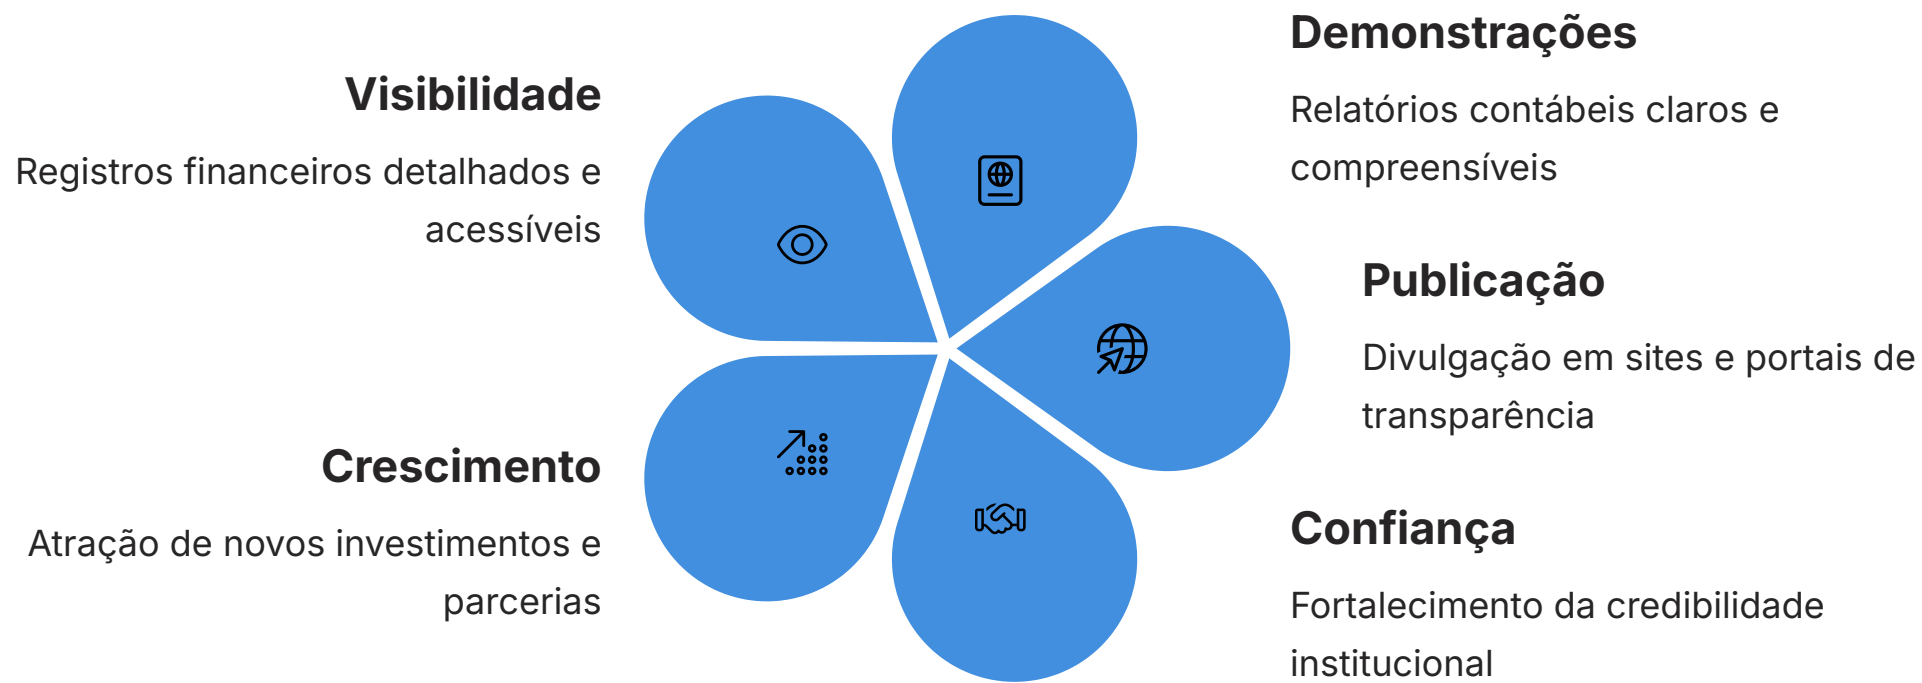 Visibilidade
Registros financeiros detalhados e
acessíveis
Demonstrações
Relatórios contábeis claros e
compreensíveis
Publicação
Divulgação em sites e portais de
transparência
Confiança
Fortalecimento da credibilidade
institucional
Crescimento
Atração de novos investimentos e
parcerias